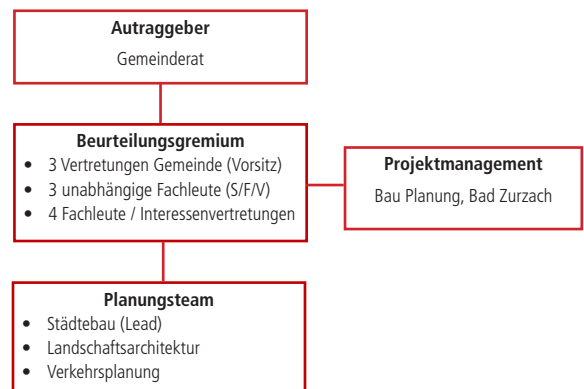 Autraggeber
Gemeinderat
Beurteilungsgremium
• 3 Vertretungen Gemeinde (Vorsitz)
• 3 unabhängige Fachleute (S/F/V)
• 4 Fachleute / Interessenvertretungen
Projektmanagement
Bau Planung, Bad Zurzach
Planungsteam
• Städtebau (Lead)
• Landschaftsarchitektur
• Verkehrsplanung